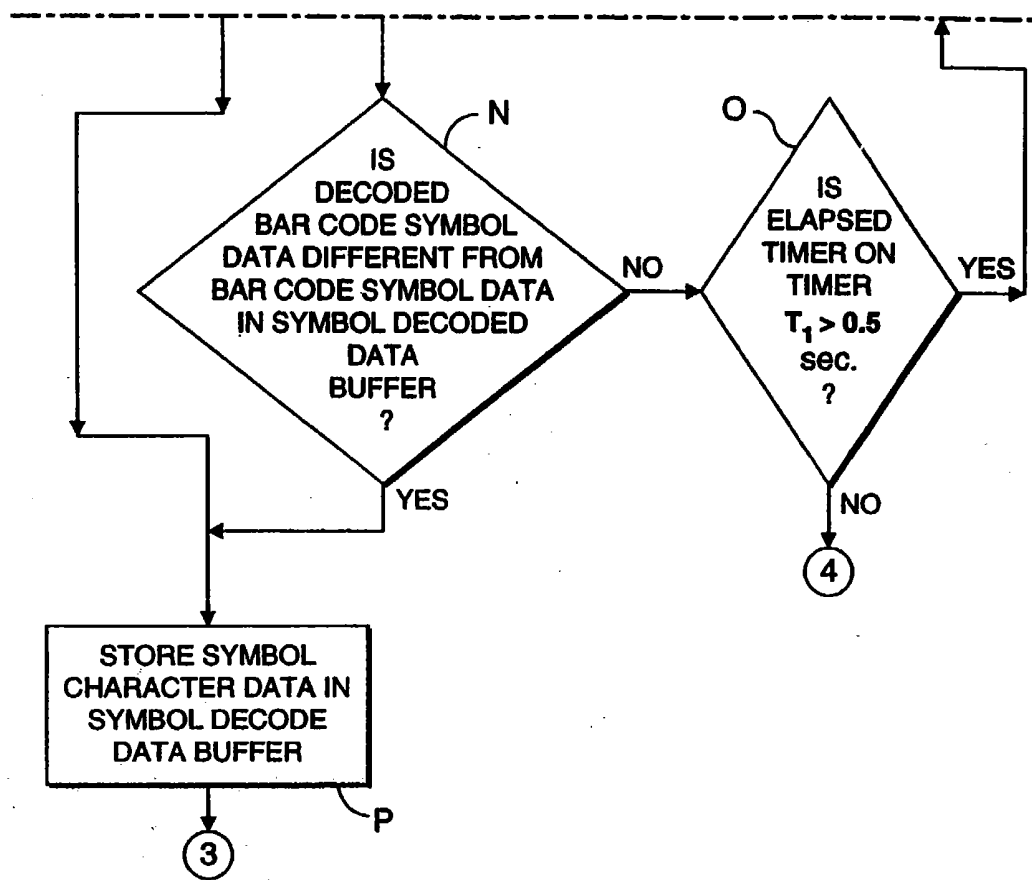 N
IS
DECODED
BAR CODE SYMBOL
DATA DIFFERENT FROM
BAR CODE SYMBOL DATA
IN SYMBOL DECODED
DATA
BUFFER
?
NO
YES
O
IS
ELAPSED
TIMER ON
TIMER
T₁ > 0.5
sec.
?
YES
NO
4
STORE SYMBOL
CHARACTER DATA IN
SYMBOL DECODE
DATA BUFFER
P
3